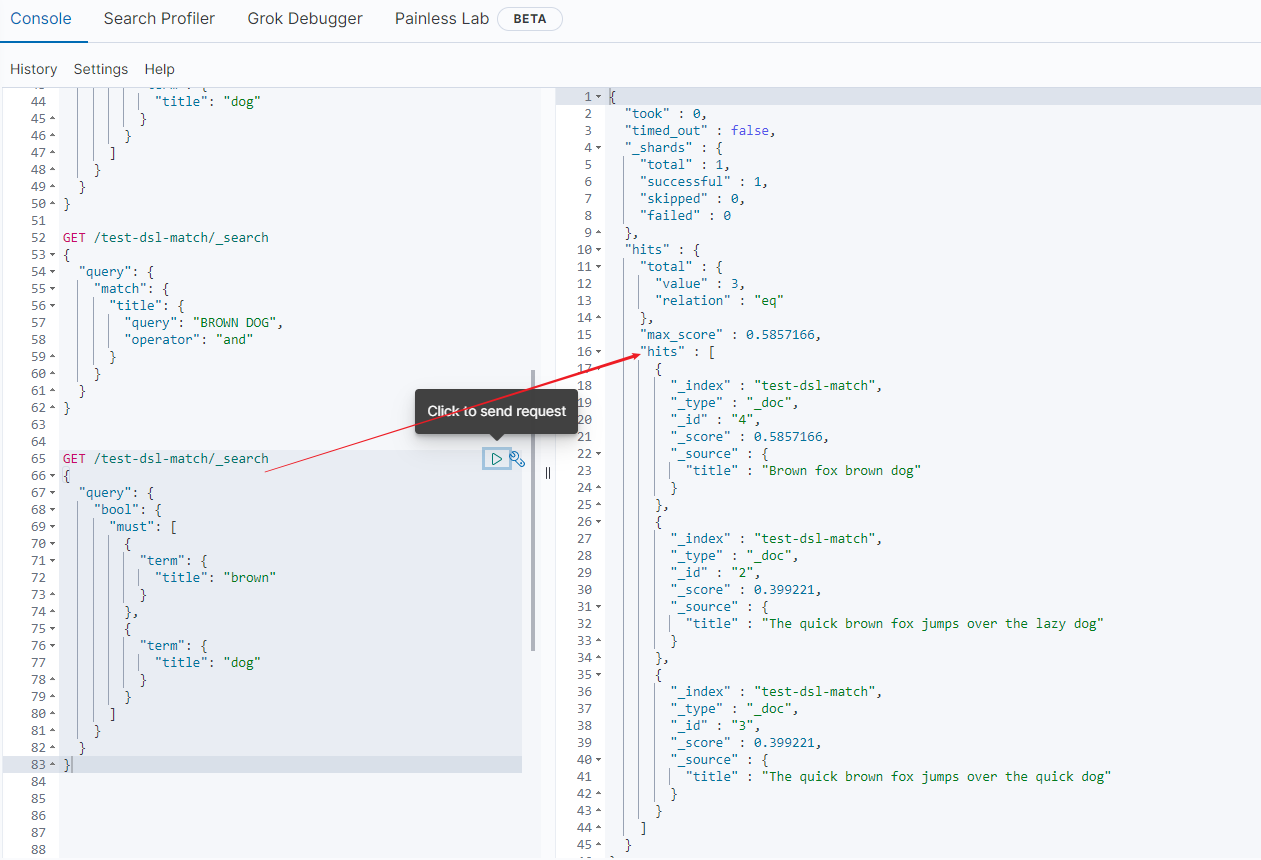 Console Search Profiler Grok Debugger Painless Lab BETA
History Settings Help
44 "title": "dog"
45 }
46 }
47 ]
48 }
49 }
50 }
51
52 GET /test-dsl-match/_search
53 {
54 "query": {
55 "match": {
56 "title": {
57 "query": "BROWN DOG",
58 "operator": "and"
59 }
60 }
61 }
62 }
63
64
65 GET /test-dsl-match/_search
66 {
67 "query": {
68 "bool": {
69 "must": [
70 {
71 "term": {
72 "title": "brown"
73 }
74 },
75 {
76 "term": {
77 "title": "dog"
78 }
79 }
80 ]
81 }
82 }
83 }
84
85
86
87
88
Click to send request
1 {
2 "took" : 0,
3 "timed_out" : false,
4 "_shards" : {
5 "total" : 1,
6 "successful" : 1,
7 "skipped" : 0,
8 "failed" : 0
9 },
10 "hits" : {
11 "total" : {
12 "value" : 3,
13 "relation" : "eq"
14 },
15 "max_score" : 0.5857166,
16 "hits" : [
17 {
18 "_index" : "test-dsl-match",
19 "_type" : "_doc",
20 "_id" : "4",
21 "_score" : 0.5857166,
22 "_source" : {
23 "title" : "Brown fox brown dog"
24 }
25 },
26 {
27 "_index" : "test-dsl-match",
28 "_type" : "_doc",
29 "_id" : "2",
30 "_score" : 0.399221,
31 "_source" : {
32 "title" : "The quick brown fox jumps over the lazy dog"
33 }
34 },
35 {
36 "_index" : "test-dsl-match",
37 "_type" : "_doc",
38 "_id" : "3",
39 "_score" : 0.399221,
40 "_source" : {
41 "title" : "The quick brown fox jumps over the quick dog"
42 }
43 }
44 ]
45 }